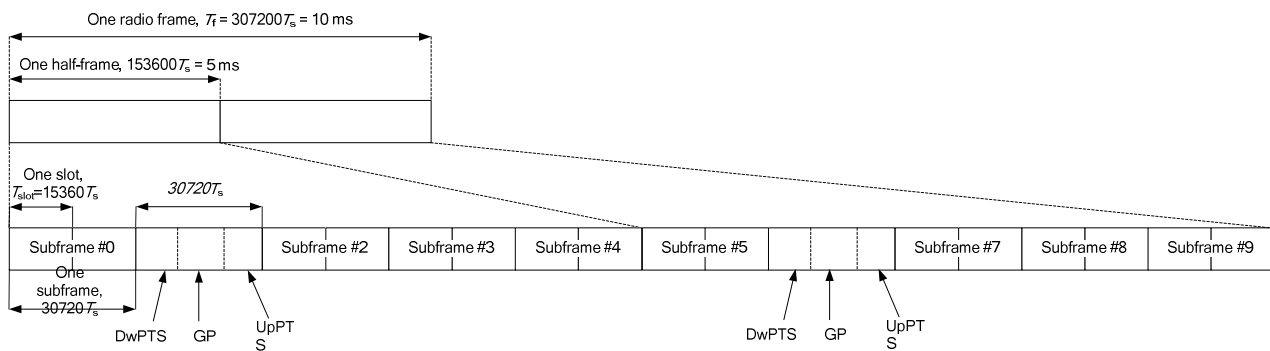 One radio frame, Tf = 307200Ts = 10 ms
One half-frame, 153600Ts = 5 ms
One slot,
Tslot=15360Ts
30720Ts
Subframe #0
Subframe #2
Subframe #3
Subframe #4
Subframe #5
Subframe #7
Subframe #8
Subframe #9
One
subframe,
30720Ts
DwPTS
GP
UpPT
S
DwPTS
GP
UpPT
S